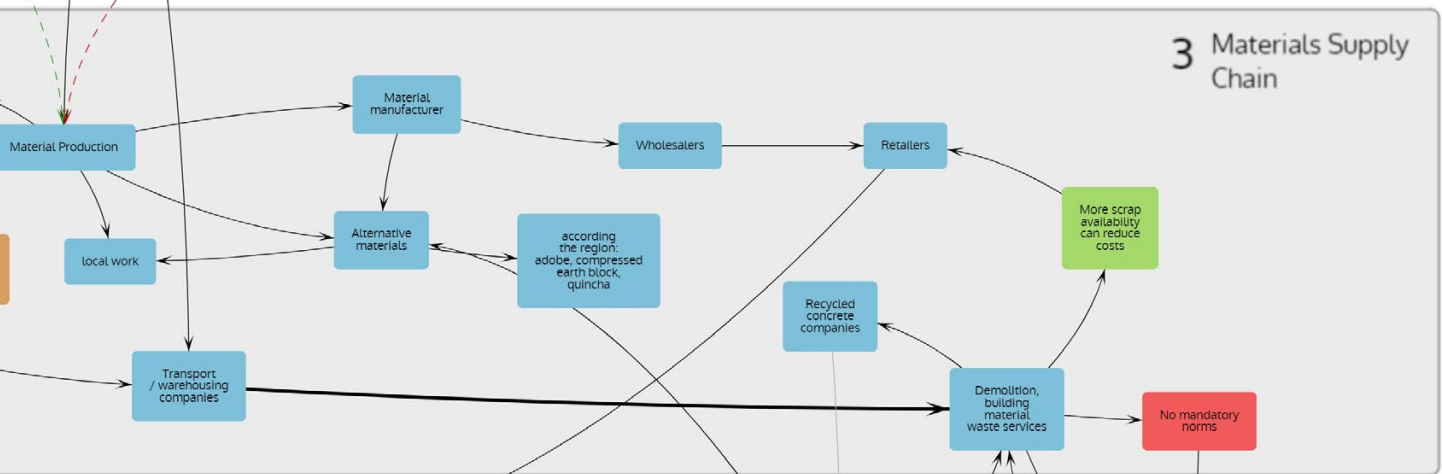 3 Materials Supply
Chain
Material
manufacturer
Material Production
Wholesalers
Retailers
More scrap
availability
can reduce
costs
Alternative
materials
according
the region:
adobe, compressed
earth block,
quincha
local work
Recycled
concrete
companies
Transport
/ warehousing
companies
Demolition,
building
material
waste services
No mandatory
norms